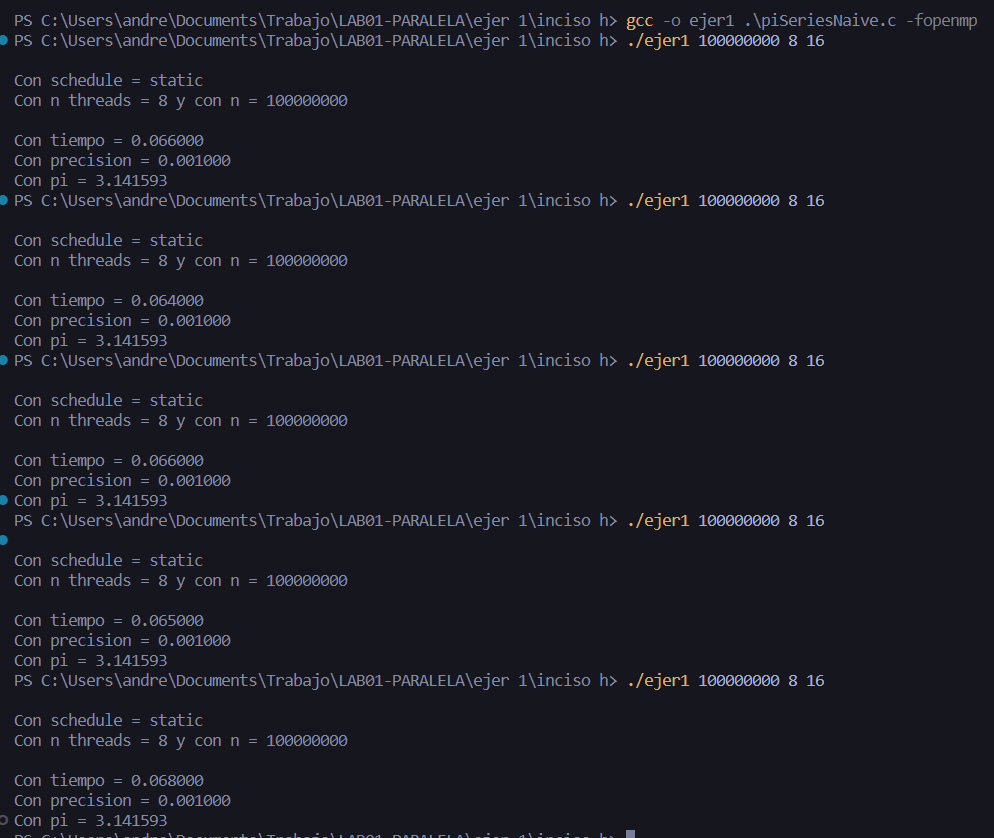 PS C:\Users\andre\Documents\Trabajo\LAB01-PARALELA\ejer 1\inciso h> gcc -o ejer1 .\piSeriesNaive.c -fopenmp
PS C:\Users\andre\Documents\Trabajo\LAB01-PARALELA\ejer 1\inciso h> ./ejer1 100000000 8 16
Con schedule = static
Con n threads = 8 y con n = 100000000
Con tiempo = 0.066000
Con precision = 0.001000
Con pi = 3.141593
PS C:\Users\andre\Documents\Trabajo\LAB01-PARALELA\ejer 1\inciso h> ./ejer1 100000000 8 16
Con schedule = static
Con n threads = 8 y con n = 100000000
Con tiempo = 0.064000
Con precision = 0.001000
Con pi = 3.141593
PS C:\Users\andre\Documents\Trabajo\LAB01-PARALELA\ejer 1\inciso h> ./ejer1 100000000 8 16
Con schedule = static
Con n threads = 8 y con n = 100000000
Con tiempo = 0.066000
Con precision = 0.001000
Con pi = 3.141593
PS C:\Users\andre\Documents\Trabajo\LAB01-PARALELA\ejer 1\inciso h> ./ejer1 100000000 8 16
Con schedule = static
Con n threads = 8 y con n = 100000000
Con tiempo = 0.065000
Con precision = 0.001000
Con pi = 3.141593
PS C:\Users\andre\Documents\Trabajo\LAB01-PARALELA\ejer 1\inciso h> ./ejer1 100000000 8 16
Con schedule = static
Con n threads = 8 y con n = 100000000
Con tiempo = 0.068000
Con precision = 0.001000
Con pi = 3.141593